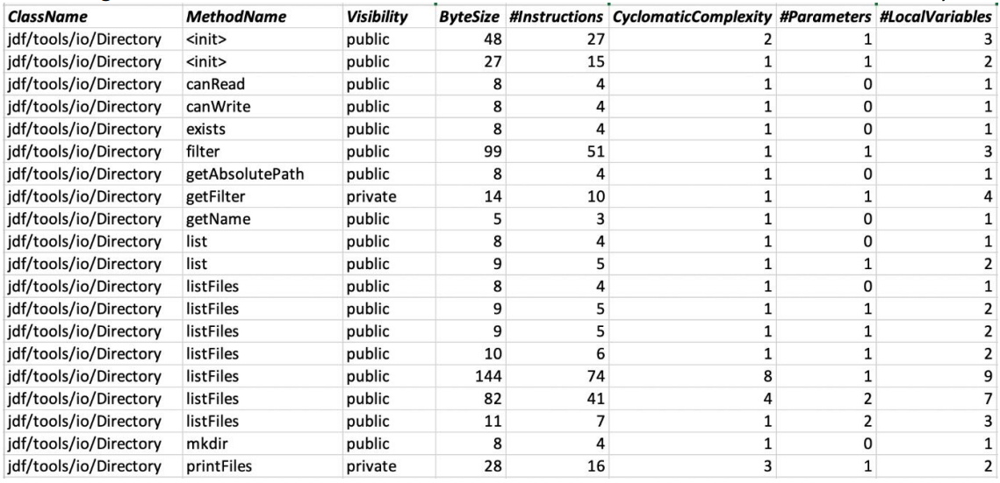 ClassName MethodName Visibility ByteSize #Instructions CyclomaticComplexity #Parameters #LocalVariables
jdf/tools/io/Directory <init> public 48 27 2 1 3
jdf/tools/io/Directory <init> public 27 15 1 1 2
jdf/tools/io/Directory canRead public 8 4 1 0 1
jdf/tools/io/Directory canWrite public 8 4 1 0 1
jdf/tools/io/Directory exists public 8 4 1 0 1
jdf/tools/io/Directory filter public 99 51 1 1 3
jdf/tools/io/Directory getAbsolutePath public 8 4 1 0 1
jdf/tools/io/Directory getFilter private 14 10 1 1 4
jdf/tools/io/Directory getName public 5 3 1 0 1
jdf/tools/io/Directory list public 8 4 1 0 1
jdf/tools/io/Directory list public 9 5 1 1 2
jdf/tools/io/Directory listFiles public 8 4 1 0 1
jdf/tools/io/Directory listFiles public 9 5 1 1 2
jdf/tools/io/Directory listFiles public 9 5 1 1 2
jdf/tools/io/Directory listFiles public 10 6 1 1 2
jdf/tools/io/Directory listFiles public 144 74 8 1 9
jdf/tools/io/Directory listFiles public 82 41 4 2 7
jdf/tools/io/Directory listFiles public 11 7 1 2 3
jdf/tools/io/Directory mkdir public 8 4 1 0 1
jdf/tools/io/Directory printFiles private 28 16 3 1 2